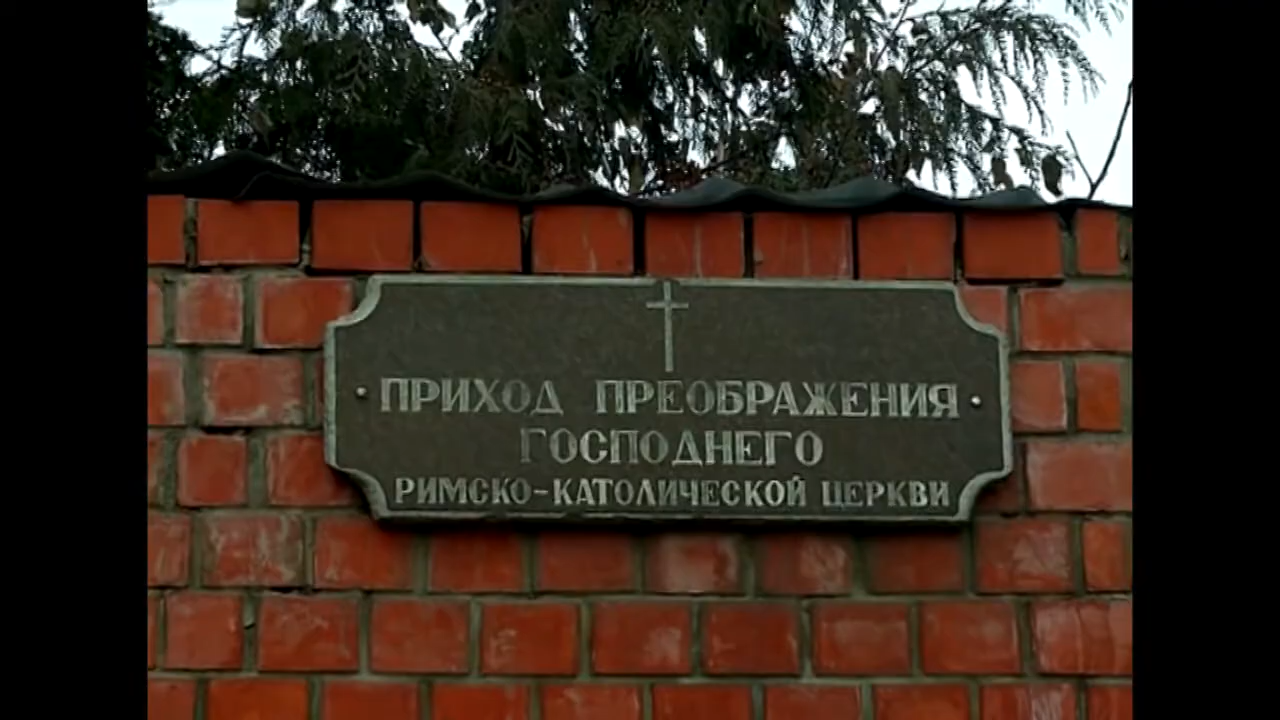 ПРИХОД ПРЕОБРАЖЕНИЯ
ГОСПОДНЕГО
РИМСКО-КАТОЛИЧЕСКОЙ ЦЕРКВИ